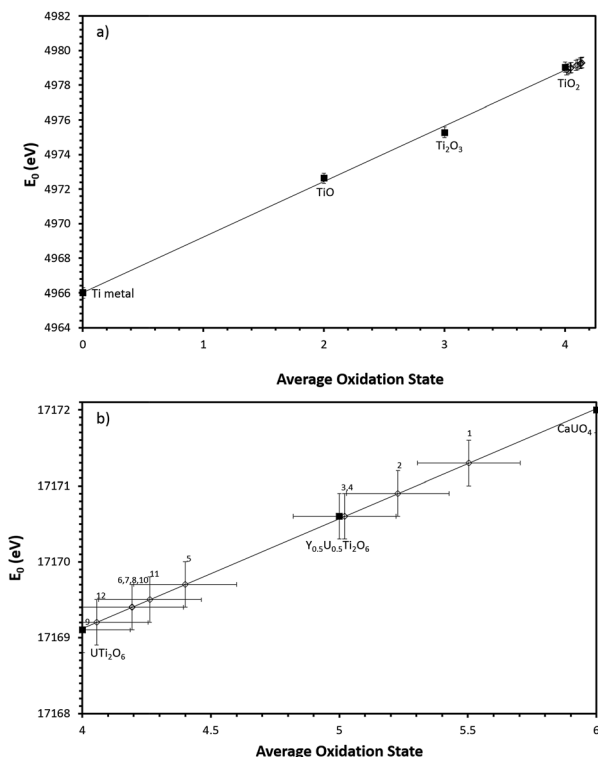 a)
4982
4980
4978
4976
4974
4972
4970
4968
4966
4964
E₀ (eV)
TiO₂
Ti₂O₃
TiO
Ti metal
0
1
2
3
4
Average Oxidation State
b)
17172
17171
17170
17169
17168
E₀ (eV)
CaUO₄
1
2
3,4
Y₀.₅U₀.₅Ti₂O₆
5
11
6,7,8,10
12
9
UTi₂O₆
4
4.5
5
5.5
6
Average Oxidation State